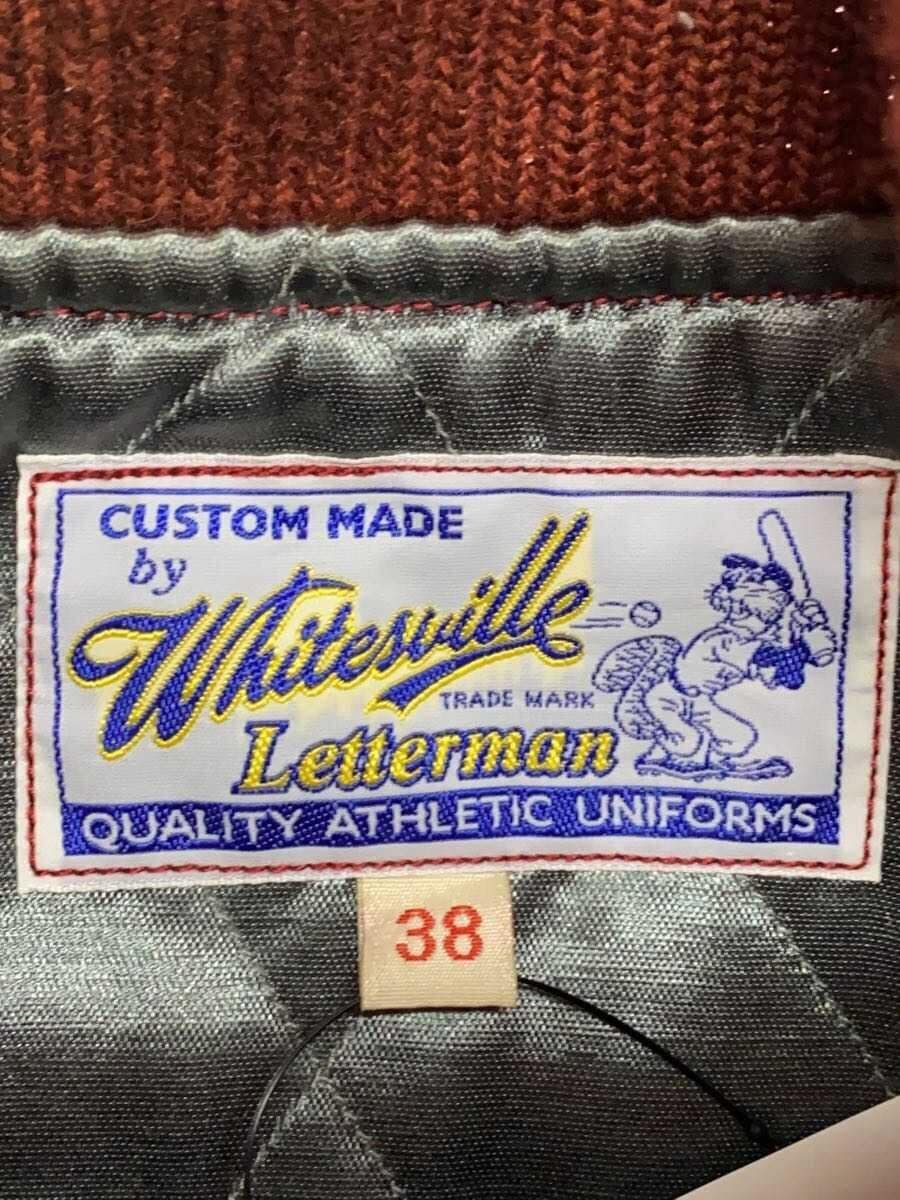 CUSTOM MADE
by
Whitesville
TRADE MARK
Letterman
QUALITY ATHLETIC UNIFORMS
38